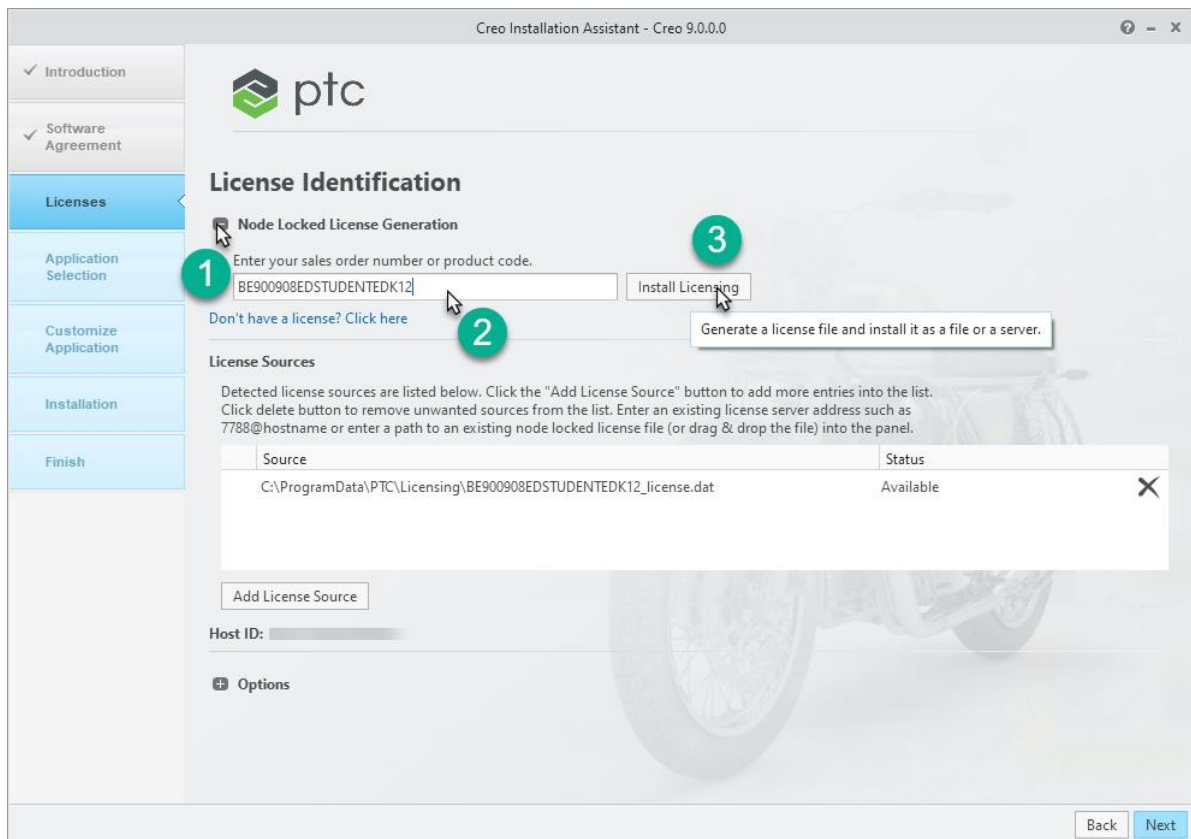 Creo Installation Assistant - Creo 9.0.0.0
Introduction
Software
Agreement
Licenses
Application
Selection
Customize
Application
Installation
Finish
ptc
License Identification
Node Locked License Generation
3
1
Enter your sales order number or product code.
BE900908EDSTUDENTEDK12
Install Licensing
Don't have a license? Click here
2
Generate a license file and install it as a file or a server.
License Sources
Detected license sources are listed below. Click the "Add License Source" button to add more entries into the list.
Click delete button to remove unwanted sources from the list. Enter an existing license server address such as
7788@hostname or enter a path to an existing node locked license file (or drag & drop the file) into the panel.
Source Status
C:\ProgramData\PTC\Licensing\BE900908EDSTUDENTEDK12_license.dat Available
Add License Source
Host ID:
Options
Back Next